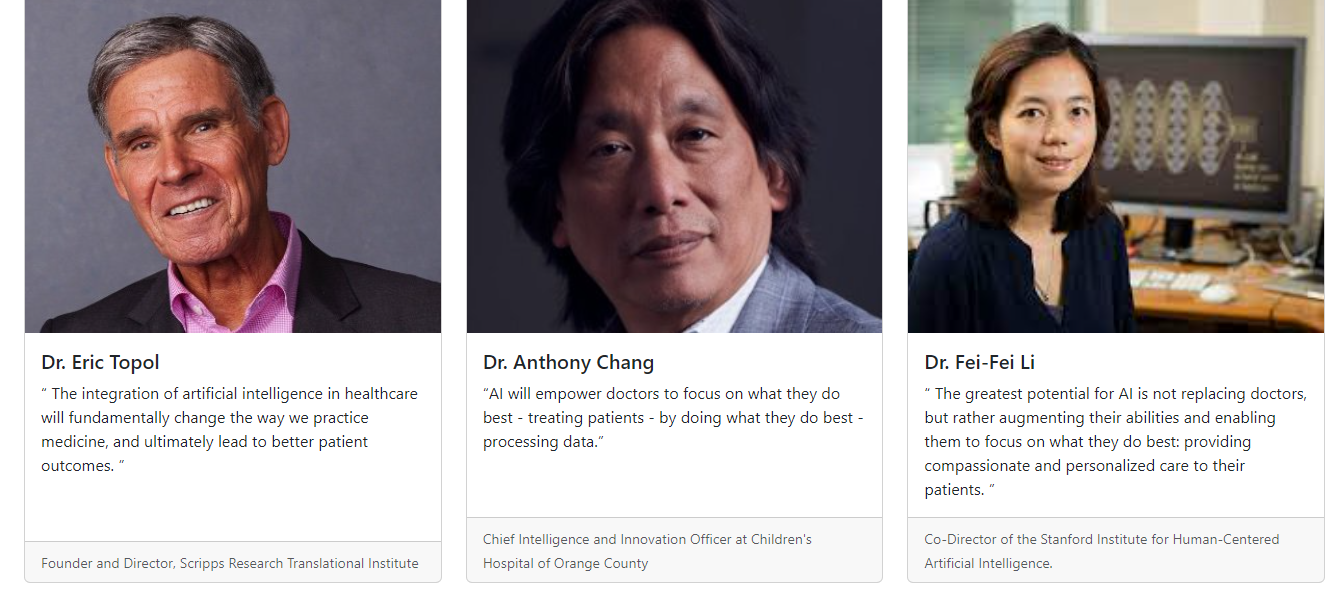 Dr. Eric Topol
“ The integration of artificial intelligence in healthcare
will fundamentally change the way we practice
medicine, and ultimately lead to better patient
outcomes. ”
Founder and Director, Scripps Research Translational Institute
Dr. Anthony Chang
“AI will empower doctors to focus on what they do
best - treating patients - by doing what they do best -
processing data.”
Chief Intelligence and Innovation Officer at Children's
Hospital of Orange County
Dr. Fei-Fei Li
“ The greatest potential for AI is not replacing doctors,
but rather augmenting their abilities and enabling
them to focus on what they do best: providing
compassionate and personalized care to their
patients. ”
Co-Director of the Stanford Institute for Human-Centered
Artificial Intelligence.